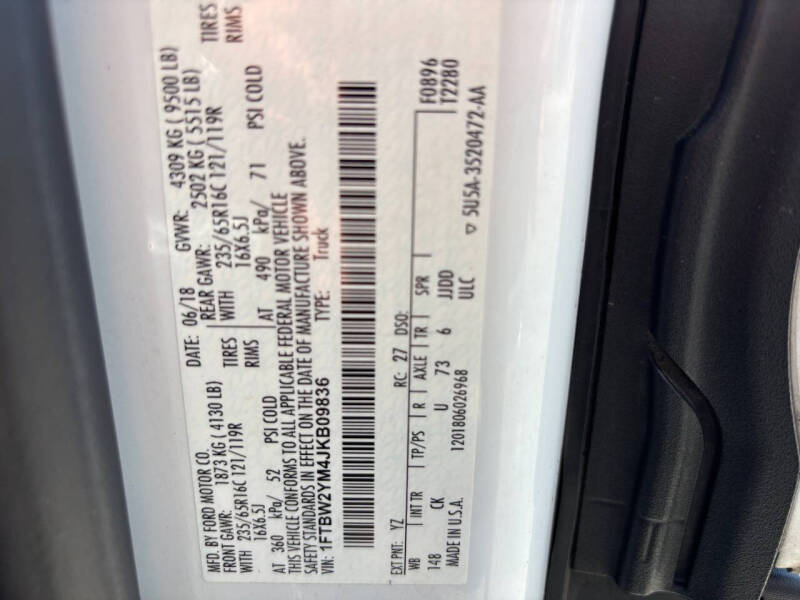 MFD. BY FORD MOTOR CO. DATE: 06/18 GVWR: 4309 KG ( 9500 LB)
FRONT GAWR: 1873 KG ( 4130 LB) REAR GAWR: 2502 KG ( 5515 LB)
WITH 235/65R16C 121/119R TIRES WITH 235/65R16C 121/119R TIRES
16X6.5J RIMS 16X6.5J RIMS
AT 360 kPa/ 52 PSI COLD AT 490 kPa/ 71 PSI COLD
THIS VEHICLE CONFORMS TO ALL APPLICABLE FEDERAL MOTOR VEHICLE
SAFETY STANDARDS IN EFFECT ON THE DATE OF MANUFACTURE SHOWN ABOVE.
VIN: 1FTBW2YM4JKB09836 TYPE: Truck
EXT PNT: YZ RC: 27 DSO: F0896
WB INT TR TP/PS R AXLE TR SPR T2280
148 CK U 73 6 JJDD
MADE IN U.S.A. 1201806026968 ULC
▽ 5U5A-3520472-AA